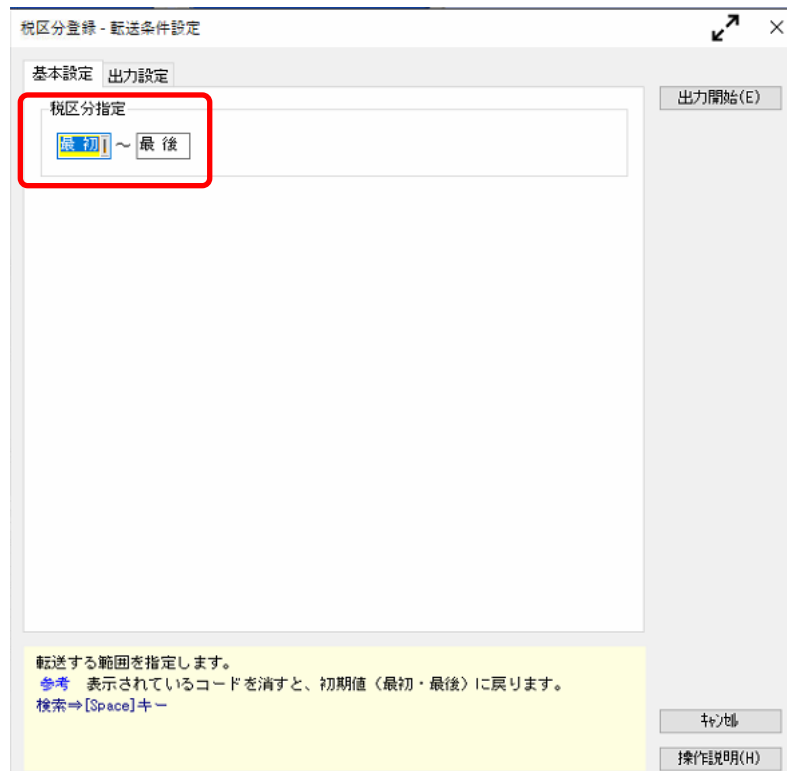 税区分登録 - 転送条件設定
基本設定 出力設定
出力開始(E)
税区分指定
最 初 ～ 最 後
転送する範囲を指定します。
参考 表示されているコードを消すと、初期値（最初・最後）に戻ります。
検索⇒[Space]キー
ｷｬﾝｾﾙ
操作説明(H)